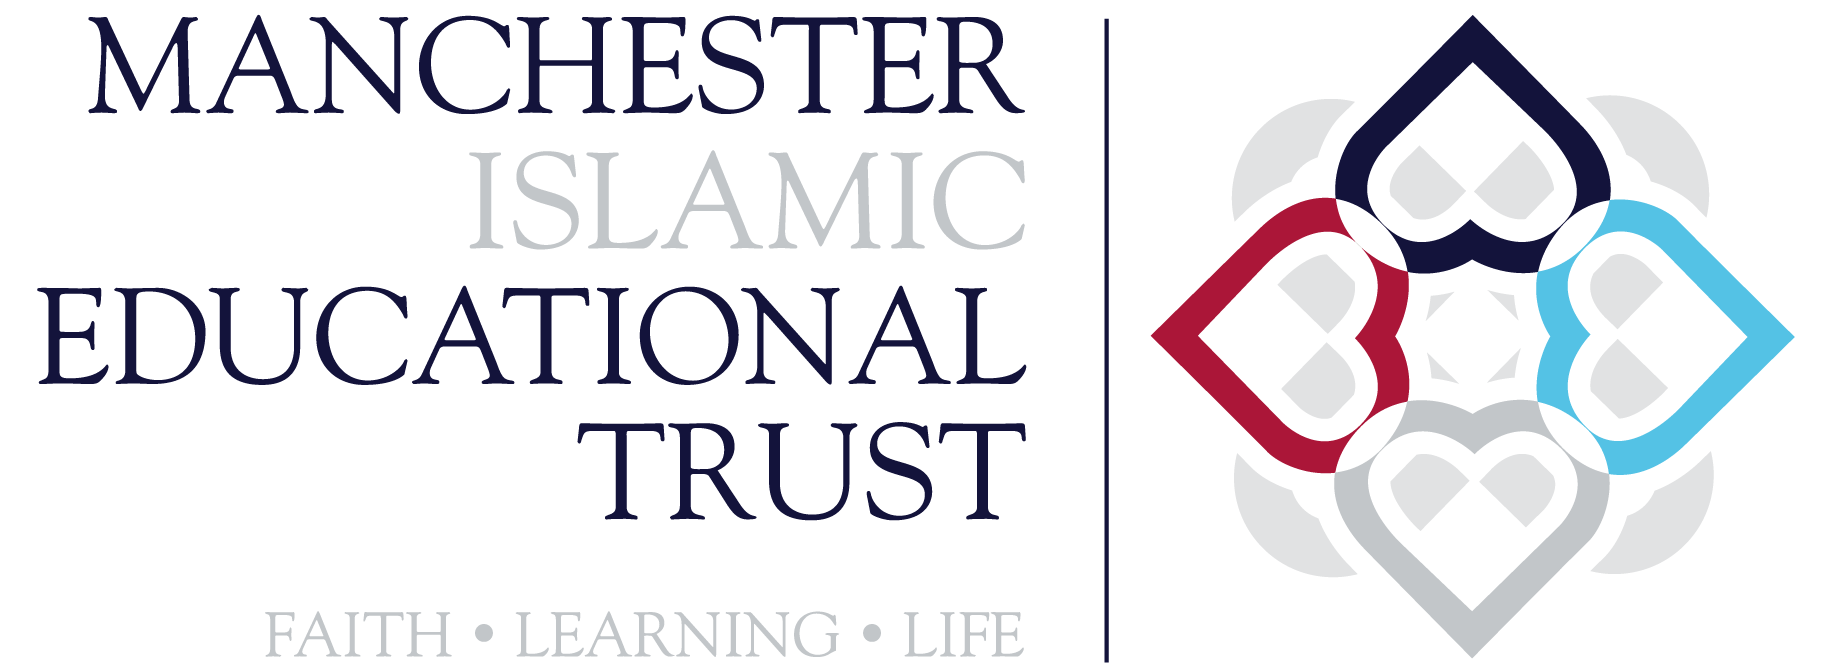 MANCHESTER
ISLAMIC
EDUCATIONAL
TRUST
FAITH • LEARNING • LIFE